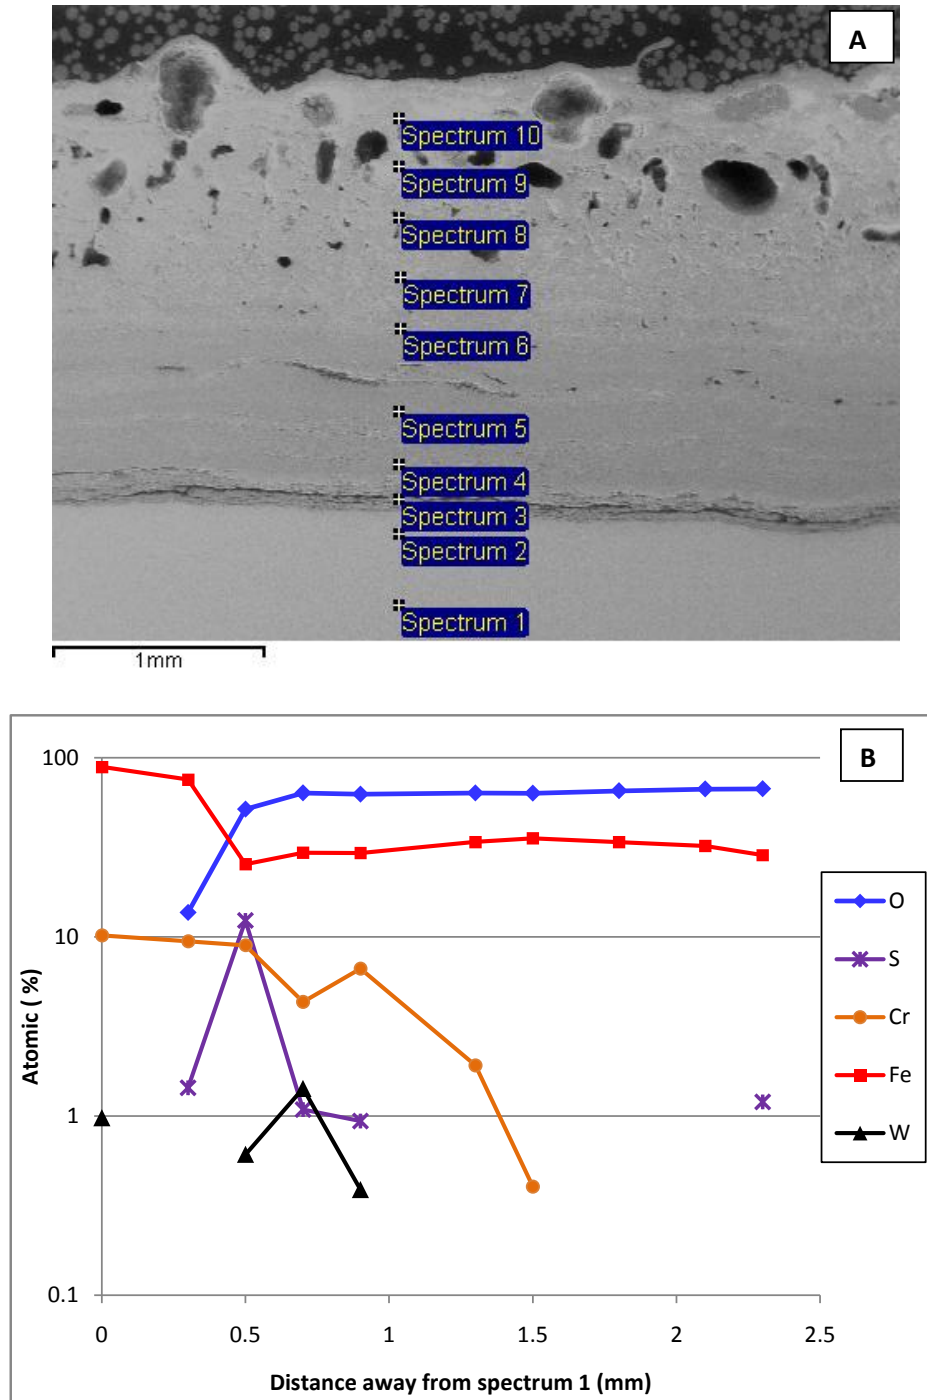 A
Spectrum 10
Spectrum 9
Spectrum 8
Spectrum 7
Spectrum 6
Spectrum 5
Spectrum 4
Spectrum 3
Spectrum 2
Spectrum 1
1mm
B
100
10
1
0.1
Atomic ( %)
0
0.5
1
1.5
2
2.5
Distance away from spectrum 1 (mm)
O
S
Cr
Fe
W